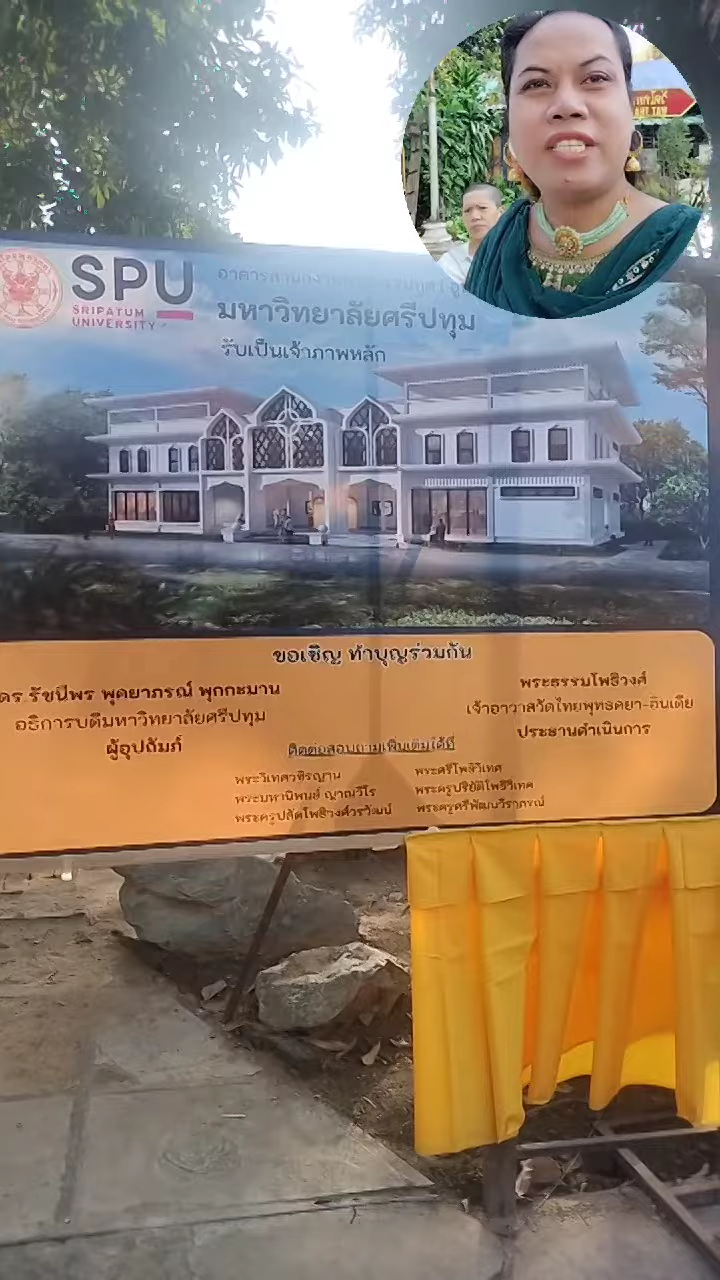 SPU
SRIPATUM
UNIVERSITY
มหาวิทยาลัยศรีปทุม
รับเป็นเจ้าภาพหลัก
ขอเชิญ ทำบุญร่วมกัน
ดร รัชนีพร พุคยาภรณ์ พุกกะมาน
อธิการบดีมหาวิทยาลัยศรีปทุม
ผู้อุปถัมภ์
พระธรรมโพธิวงศ์
เจ้าอาวาสวัดไทยพุทธคยา-อินเดีย
ประธานดำเนินการ
ติดต่อสอบถามเพิ่มเติมได้ที่
พระวิเทศวชิรญาน
พระมหานิพนธ์ ญาณวีโร
พระครูปลัดโพธิวงศ์วรวัฒน์
พระศรีโพธิวิเทศ
พระครูปริยัติโพธิวิเทศ
พระครูศรีพัฒนวีราภรณ์